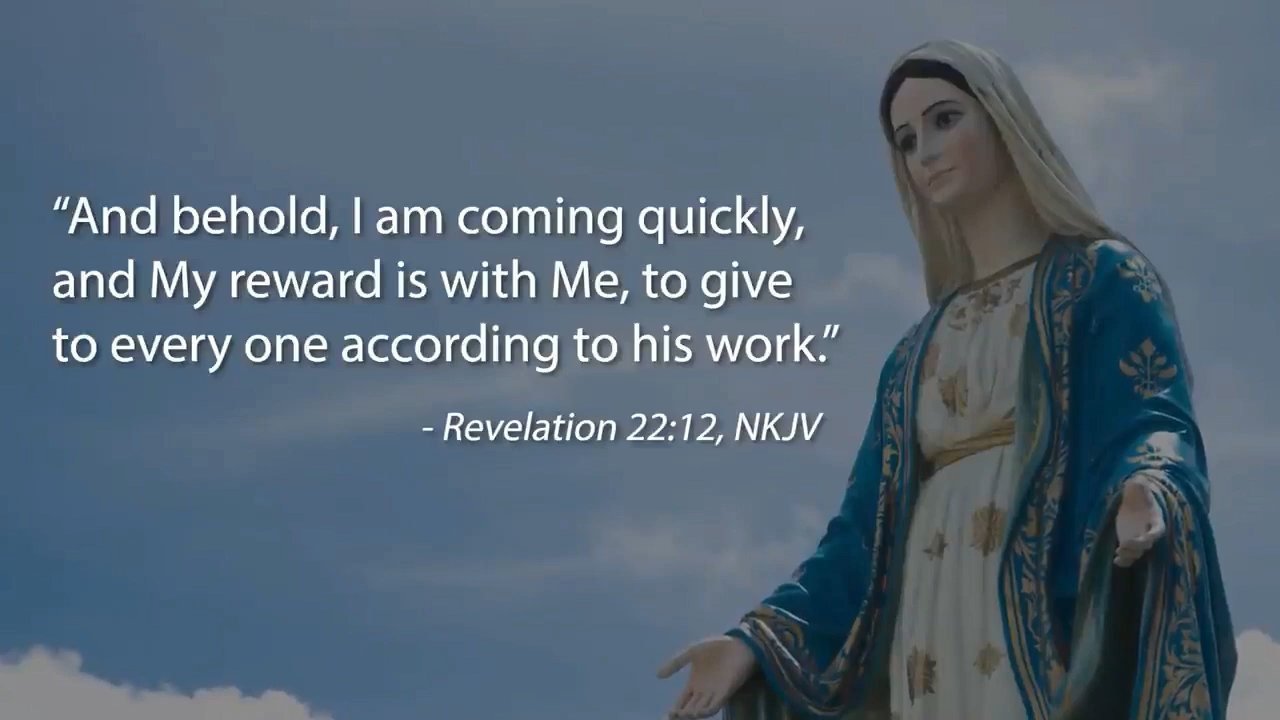 “And behold, I am coming quickly,
and My reward is with Me, to give
to every one according to his work.”
- Revelation 22:12, NKJV